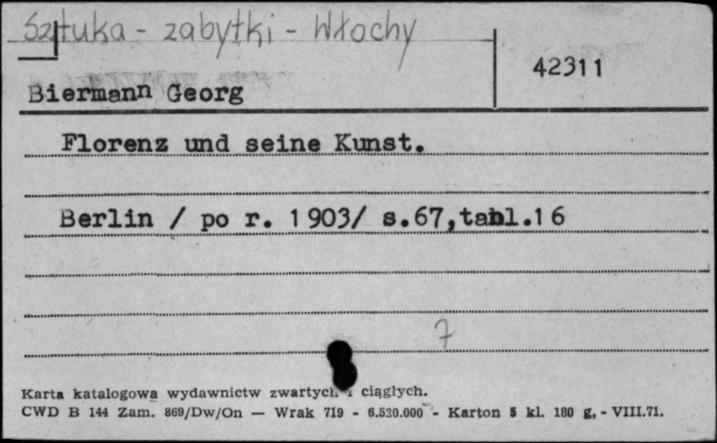 Sztuka - zabytki - Włochy
42311
Biermann Georg
Florenz und seine Kunst.
Berlin / po r. 1903/ s.67, tabl.16
7
Karta katalogowa wydawnictw zwartych i ciągłych.
CWD B 144 Zam. 869/Dw/On — Wrak 719 - 6.520.000 - Karton 5 kl. 180 g. - VIII.71.